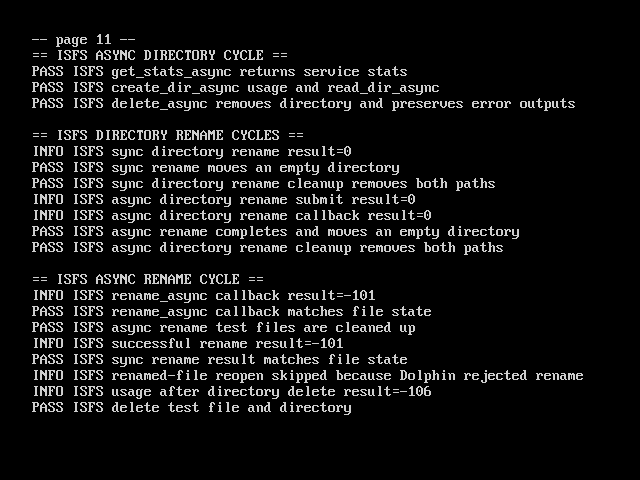 -- page 11 --
== ISFS ASYNC DIRECTORY CYCLE ==
PASS ISFS get_stats_async returns service stats
PASS ISFS create_dir_async usage and read_dir_async
PASS ISFS delete_async removes directory and preserves error outputs
== ISFS DIRECTORY RENAME CYCLES ==
INFO ISFS sync directory rename result=0
PASS ISFS sync rename moves an empty directory
PASS ISFS sync directory rename cleanup removes both paths
INFO ISFS async directory rename submit result=0
INFO ISFS async directory rename callback result=0
PASS ISFS async rename completes and moves an empty directory
PASS ISFS async directory rename cleanup removes both paths
== ISFS ASYNC RENAME CYCLE ==
INFO ISFS rename_async callback result=-101
PASS ISFS rename_async callback matches file state
PASS ISFS async rename test files are cleaned up
INFO ISFS successful rename result=-101
PASS ISFS sync rename result matches file state
INFO ISFS renamed-file reopen skipped because Dolphin rejected rename
INFO ISFS usage after directory delete result=-106
PASS ISFS delete test file and directory